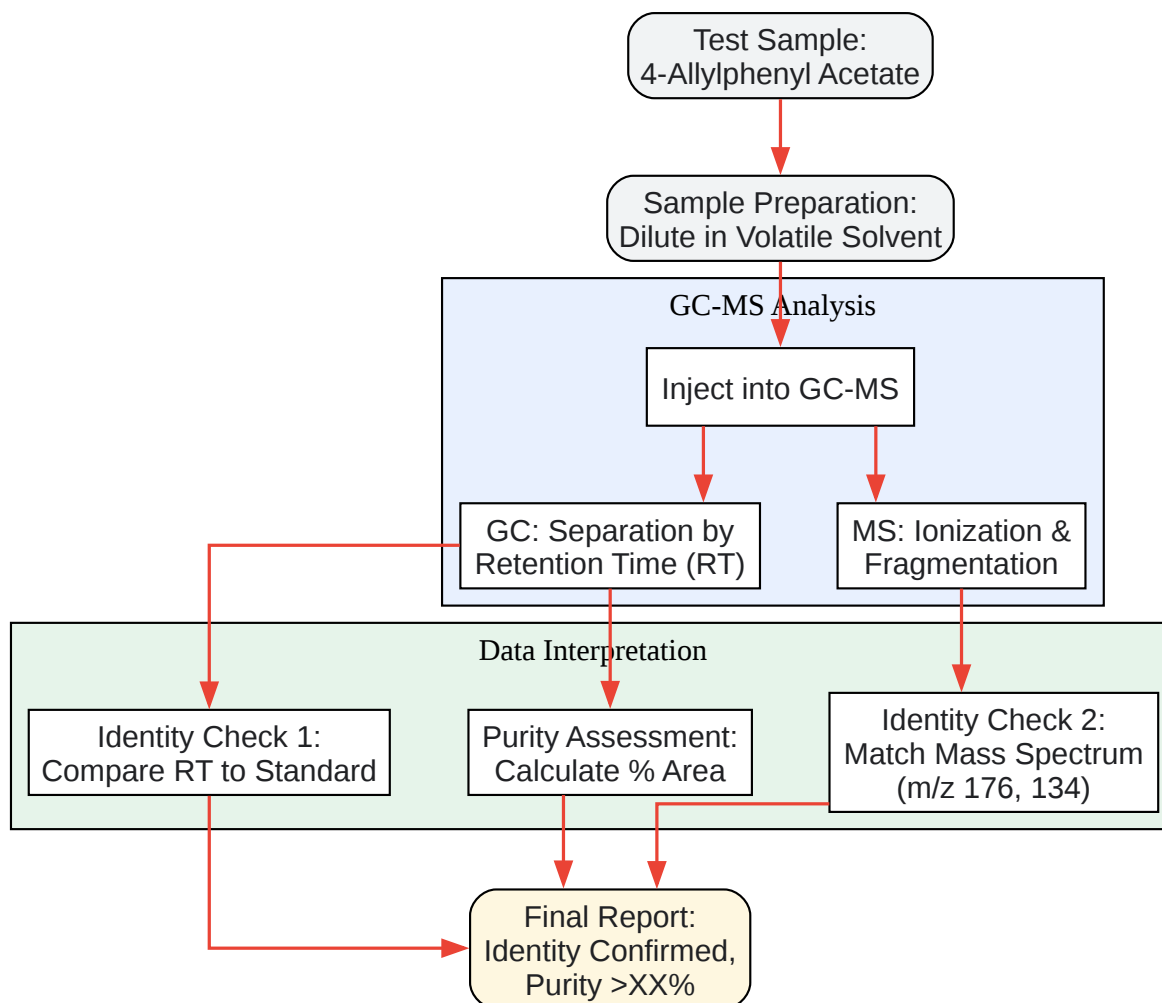 Test Sample:
4-Allylphenyl Acetate
Sample Preparation:
Dilute in Volatile Solvent
GC-MS Analysis
Inject into GC-MS
GC: Separation by
Retention Time (RT)
MS: Ionization &
Fragmentation
Data Interpretation
Identity Check 1:
Compare RT to Standard
Purity Assessment:
Calculate % Area
Identity Check 2:
Match Mass Spectrum
(m/z 176, 134)
Final Report:
Identity Confirmed,
Purity >XX%